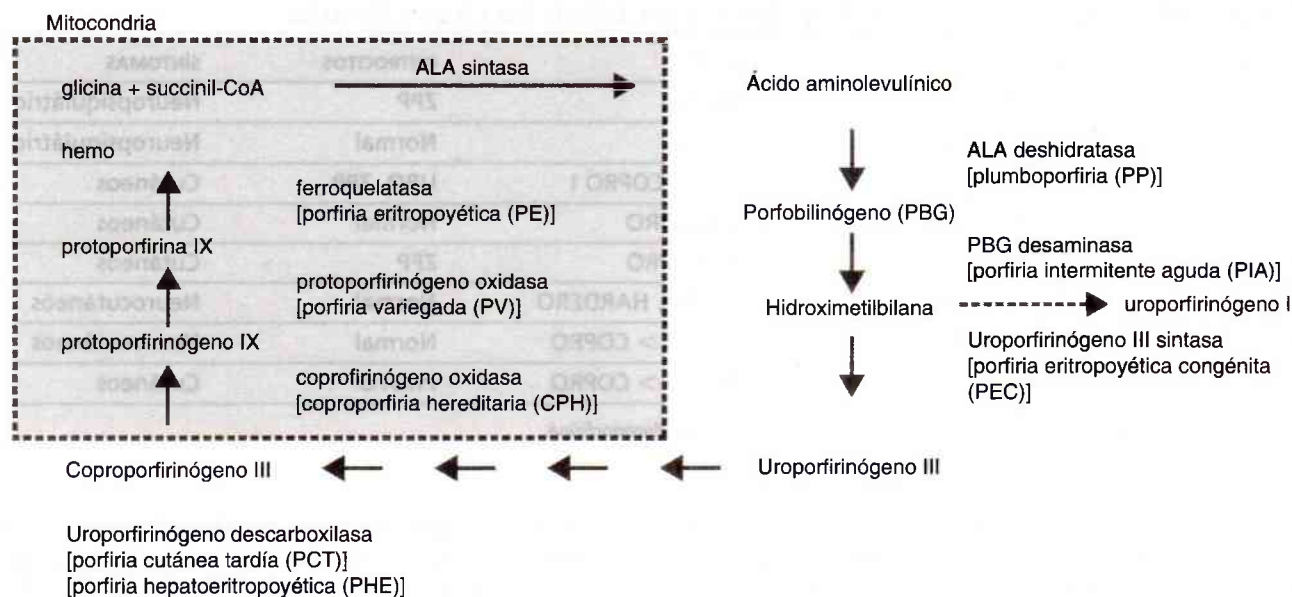 Mitocondria
glicina + succinil-CoA
ALA sintasa
Ácido aminolevulínico
hemo
ALA deshidratasa
[plumboporfiria (PP)]
ferroquelatasa
[porfiria eritropoyética (PE)]
Porfobilinógeno (PBG)
protoporfirina IX
PBG desaminasa
[porfiria intermitente aguda (PIA)]
protoporfirinógeno oxidasa
[porfiria variegada (PV)]
Hidroximetilbilana
uroporfirinógeno I
protoporfirinógeno IX
Uroporfirinógeno III sintasa
[porfiria eritropoyética congénita
(PEC)]
coprofirinógeno oxidasa
[coproporfiria hereditaria (CPH)]
Coproporfirinógeno III
Uroporfirinógeno III
Uroporfirinógeno descarboxilasa
[porfiria cutánea tardía (PCT)]
[porfiria hepatoeritropoyética (PHE)]